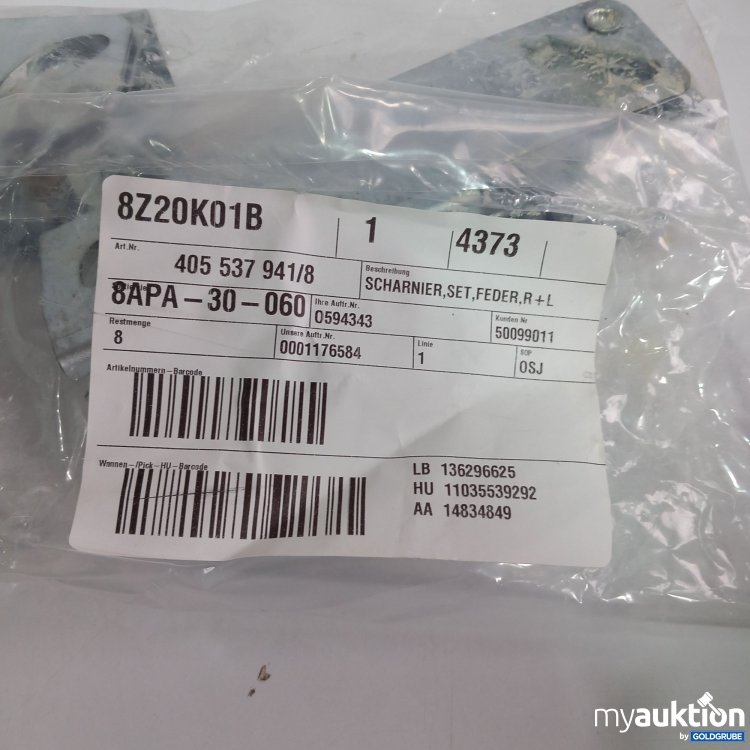 8Z20K01B 1 4373
Art.Nr. 405 537 941/8 Beschreibung SCHARNIER,SET,FEDER,R+L
8APA-30-060 Ihre Auftr.Nr. 0594343 Kunden Nr 50099011
Restmenge 8 Unsere Auftr.Nr. 0001176584 Linie 1 SOP OSJ
Artikelnummern-Barcode
Wannen-/Pick-HU-Barcode
LB 136296625
HU 11035539292
AA 14834849
myauktion
by GOLDGRUBE